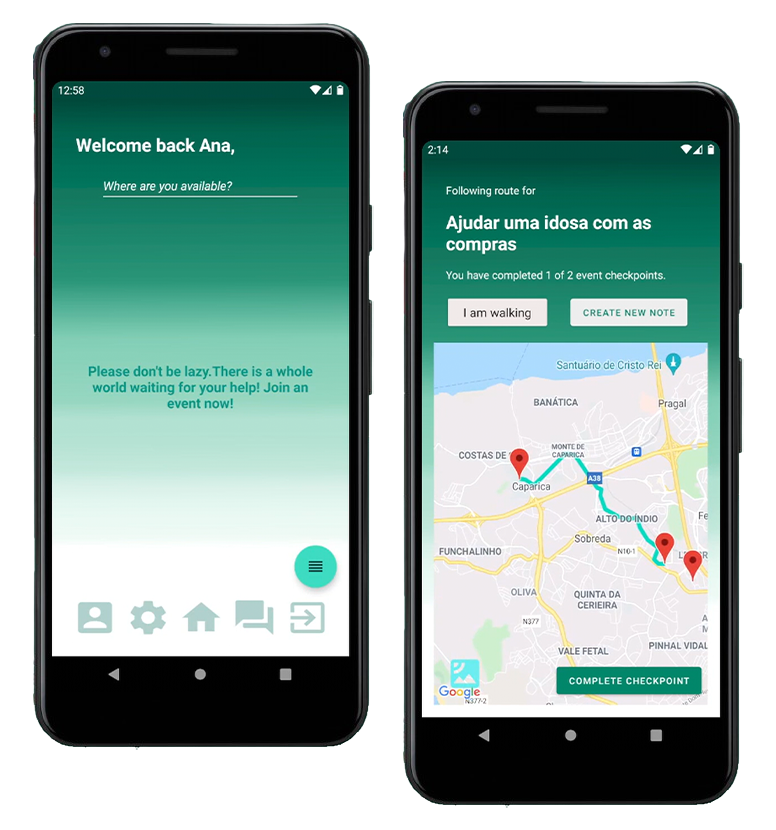 12:58
Welcome back Ana,
Where are you available?
Please don't be lazy.There is a whole
world waiting for your help! Join an
event now!
2:14
Following route for
Ajudar uma idosa com as
compras
You have completed 1 of 2 event checkpoints.
I am walking
CREATE NEW NOTE
Santuário de Cristo Rei
BANÁTICA
Pragal
MONTE DE
CAPARICA
COSTAS DE
Caparica
A38
ALTO DO ÍNDIO
Fe
Sobreda
N10-1
FUNCHALINHO
OLIVA
QUINTA DA
CERIEIRA
N377
VALE FETAL
PINHAL VIDAL
COMPLETE CHECKPOINT
Google
N377-2